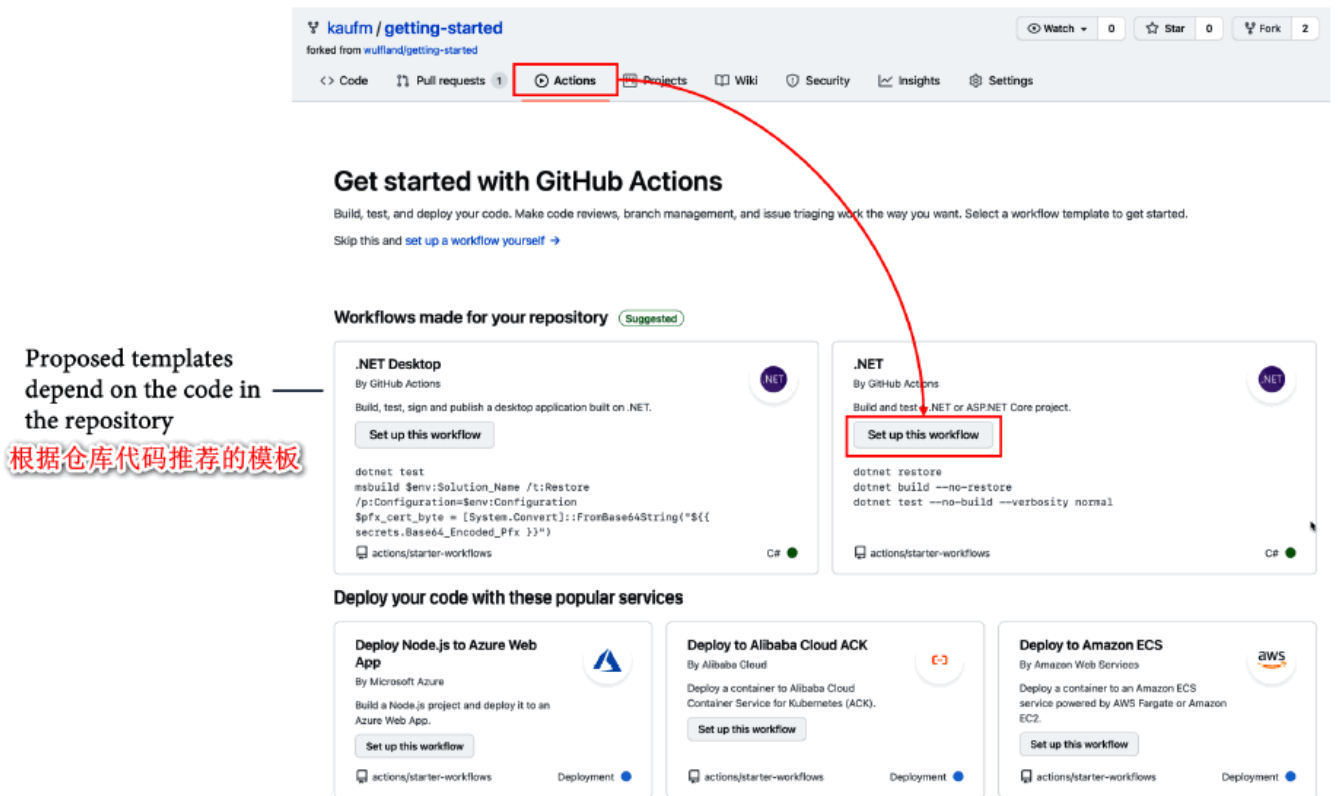 kaufm / getting-started
forked from wulfland/getting-started
Watch 0 Star 0 Fork 2
<> Code Pull requests 1 Actions Projects Wiki Security Insights Settings
Get started with GitHub Actions
Build, test, and deploy your code. Make code reviews, branch management, and issue triaging work the way you want. Select a workflow template to get started.
Skip this and set up a workflow yourself →
Workflows made for your repository Suggested
Proposed templates
depend on the code in
the repository
根据仓库代码推荐的模板
.NET Desktop
By GitHub Actions
.NET
Build, test, sign and publish a desktop application built on .NET.
Set up this workflow
dotnet test
msbuild $env:Solution_Name /t:Restore
/p:Configuration=$env:Configuration
$pfx_cert_byte = [System.Convert]::FromBase64String("${{
secrets.Base64_Encoded_Pfx }}")
actions/starter-workflows C#
.NET
By GitHub Actions
.NET
Build and test .NET or ASP.NET Core project.
Set up this workflow
dotnet restore
dotnet build --no-restore
dotnet test --no-build --verbosity normal
actions/starter-workflows C#
Deploy your code with these popular services
Deploy Node.js to Azure Web
App
By Microsoft Azure
Build a Node.js project and deploy it to an
Azure Web App.
Set up this workflow
actions/starter-workflows Deployment
Deploy to Alibaba Cloud ACK
By Alibaba Cloud
Deploy a container to Alibaba Cloud
Container Service for Kubernetes (ACK).
Set up this workflow
actions/starter-workflows Deployment
Deploy to Amazon ECS
By Amazon Web Services
aws
Deploy a container to an Amazon ECS
service powered by AWS Fargate or Amazon
EC2.
Set up this workflow
actions/starter-workflows Deployment